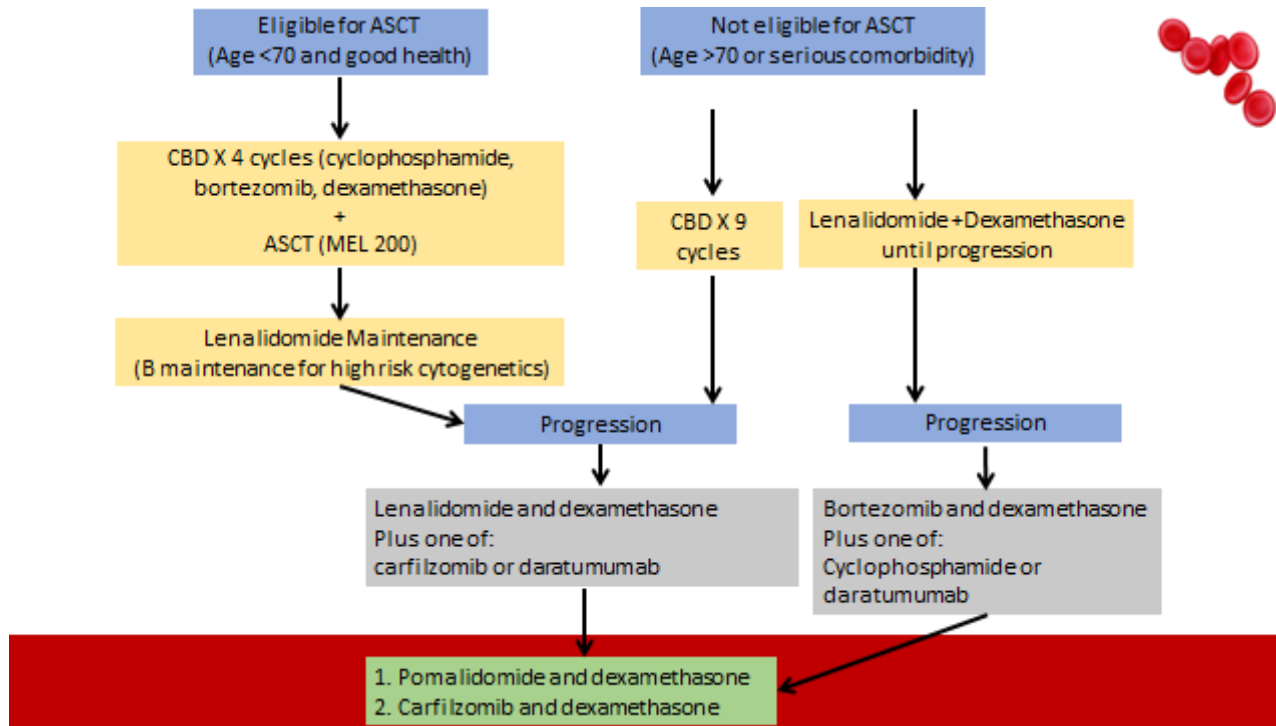 Eligible for ASCT
(Age <70 and good health)
Not eligible for ASCT
(Age >70 or serious comorbidity)
CBD X 4 cycles (cyclophosphamide,
bortezomib, dexamethasone)
+
ASCT (MEL 200)
CBD X 9
cycles
Lenalidomide+Dexamethasone
until progression
Lenalidomide Maintenance
(B maintenance for high risk cytogenetics)
Progression
Progression
Lenalidomide and dexamethasone
Plus one of:
carfilzomib or daratumumab
Bortezomib and dexamethasone
Plus one of:
Cyclophosphamide or
daratumumab
1. Pomalidomide and dexamethasone
2. Carfilzomib and dexamethasone